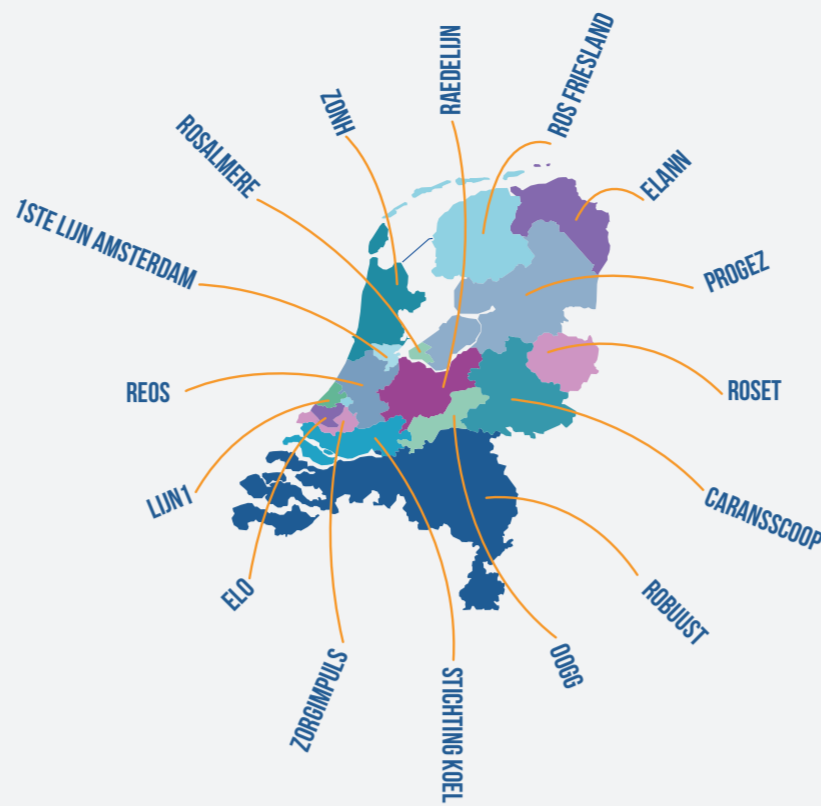 RAEDELIJN
ROS FRIESLAND
ZONH
ROSALMERE
ELANN
1STE LIJN AMSTERDAM
PROGEZ
REOS
ROSET
LIJN1
CARANSSCOOP
ELO
ROBUUST
ZORGIMPULS
OOGG
STICHTING KOEL